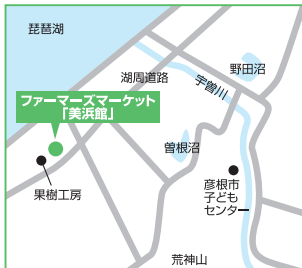 琵琶湖
野田沼
湖周道路
宇曽川
ファーマーズマーケット
「美浜館」
曽根沼
果樹工房
彦根市
子ども
センター
荒神山